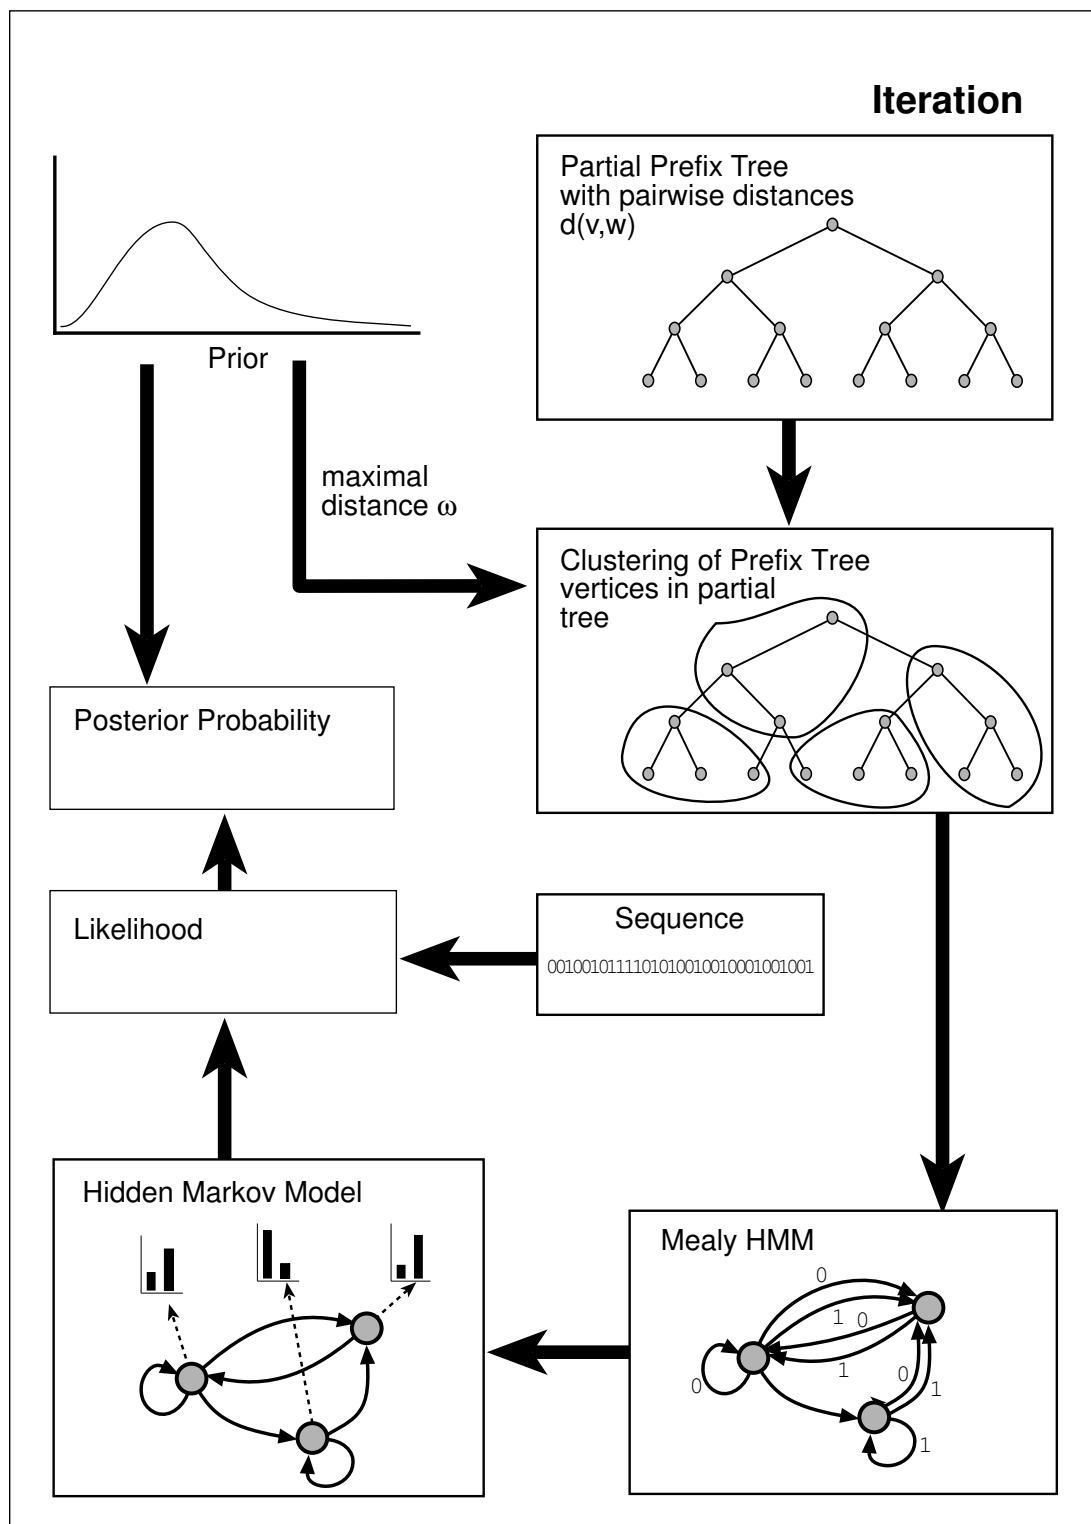 Iteration
Partial Prefix Tree
with pairwise distances
d(v,w)
Prior
maximal
distance ω
Clustering of Prefix Tree
vertices in partial
tree
Posterior Probability
Likelihood
Sequence
0010010111101010010010001001001
Hidden Markov Model
Mealy HMM
0
1 0
0
1
0
1
1